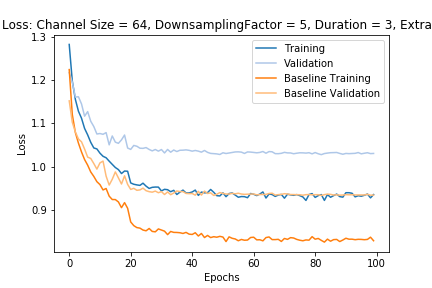 Loss: Channel Size = 64, DownsamplingFactor = 5, Duration = 3, Extra
1.3
1.2
1.1
1.0
0.9
Loss
Training
Validation
Baseline Training
Baseline Validation
0
20
40
60
80
100
Epochs